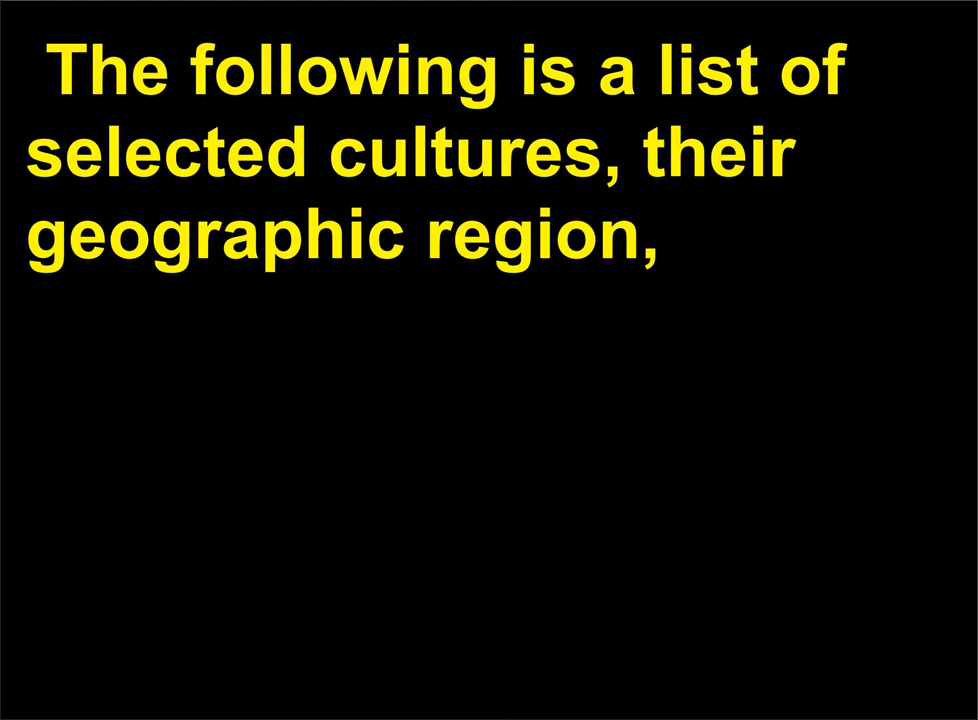 The following is a list of
selected cultures, their
geographic region,